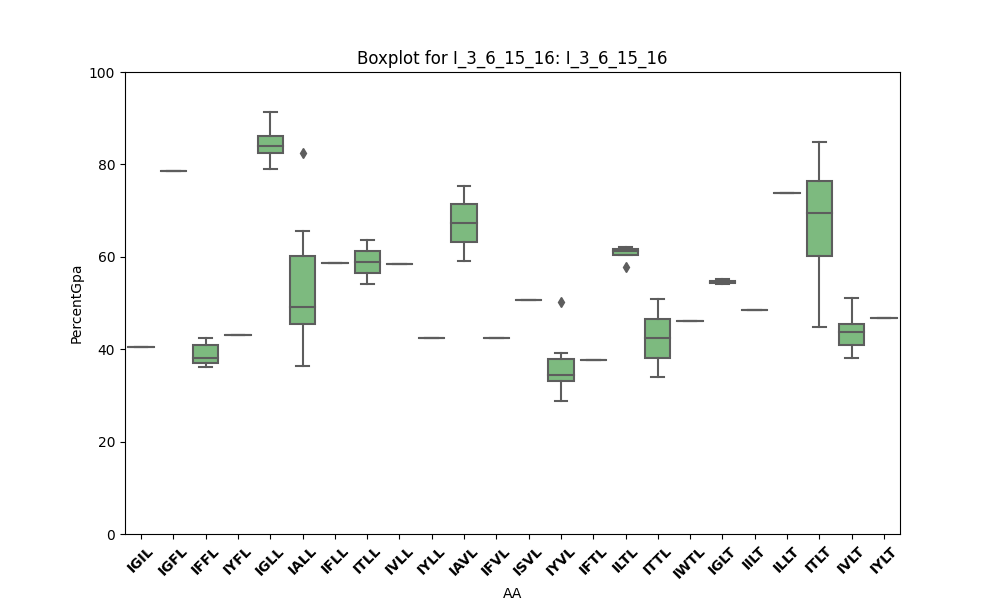 Boxplot for I_3_6_15_16: I_3_6_15_16
100
80
60
40
20
0
PercentGpa
IGIL
IGFL
IFFL
IYFL
IGLL
IALL
IFLL
ITLL
IVLL
IYLL
IAVL
IFVL
ISVL
IYVL
IFTL
ILTL
ITTL
IWTL
IGLT
IILT
ILLT
ITLT
IVLT
IYLT
AA